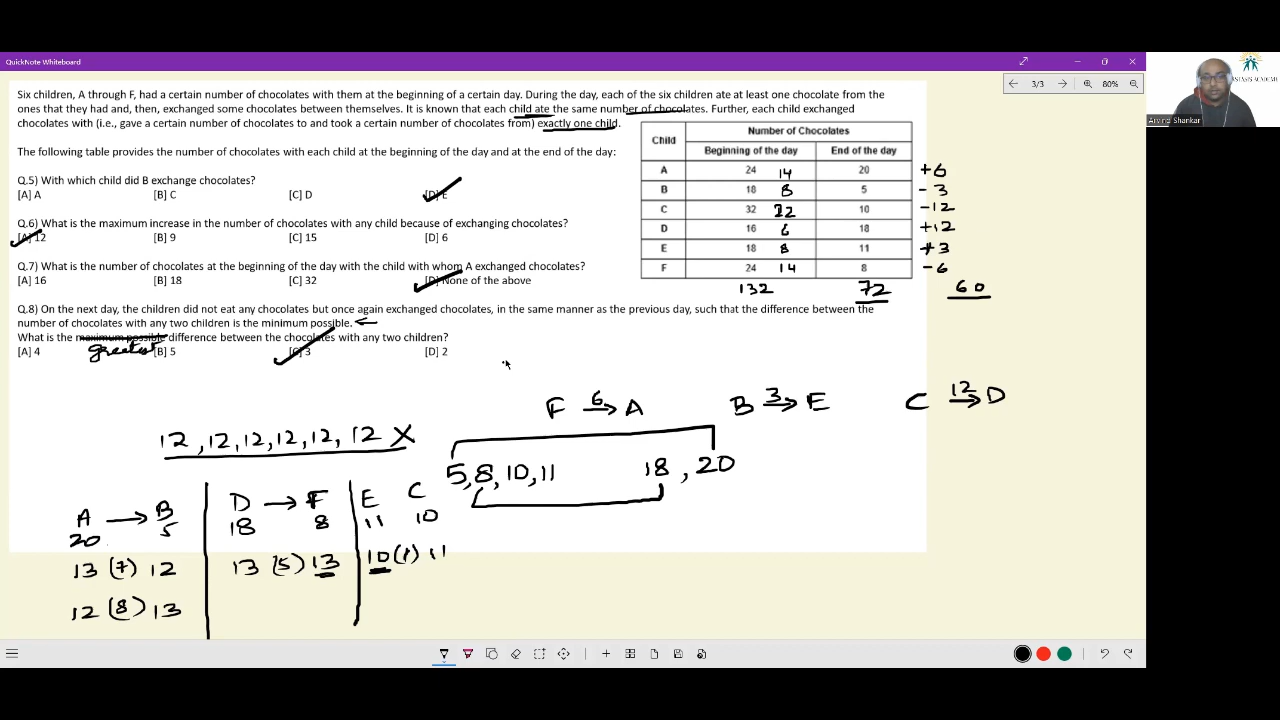 QuickNote Whiteboard
3/3
80%
Arvind Shankar
Six children, A through F, had a certain number of chocolates with them at the beginning of a certain day. During the day, each of the six children ate at least one chocolate from the
ones that they had and, then, exchanged some chocolates between themselves. It is known that each child ate the same number of chocolates. Further, each child exchanged
chocolates with (i.e., gave a certain number of chocolates to and took a certain number of chocolates from) exactly one child.
The following table provides the number of chocolates with each child at the beginning of the day and at the end of the day:
Child Number of Chocolates
Beginning of the day End of the day
A 24 14 20 +6
B 18 8 5 -3
C 32 22 10 -12
D 16 6 18 +12
E 18 8 11 +3
F 24 14 8 -6
132 72 60
Q.5) With which child did B exchange chocolates?
[A] A [B] C [C] D [D] E
Q.6) What is the maximum increase in the number of chocolates with any child because of exchanging chocolates?
[A] 12 [B] 9 [C] 15 [D] 6
Q.7) What is the number of chocolates at the beginning of the day with the child with whom A exchanged chocolates?
[A] 16 [B] 18 [C] 32 [D] None of the above
Q.8) On the next day, the children did not eat any chocolates but once again exchanged chocolates, in the same manner as the previous day, such that the difference between the
number of chocolates with any two children is the minimum possible. ←
What is the maximum possible difference between the chocolates with any two children?
greatest
[A] 4 [B] 5 [C] 3 [D] 2
F 6→ A B 3→ E C 12→ D
12, 12, 12, 12, 12, 12 X
5, 8, 10, 11 18, 20
A → B D → F E C
20 5 18 8 11 10
13 (7) 12 13 (5) 13 10 (1) 11
12 (8) 13